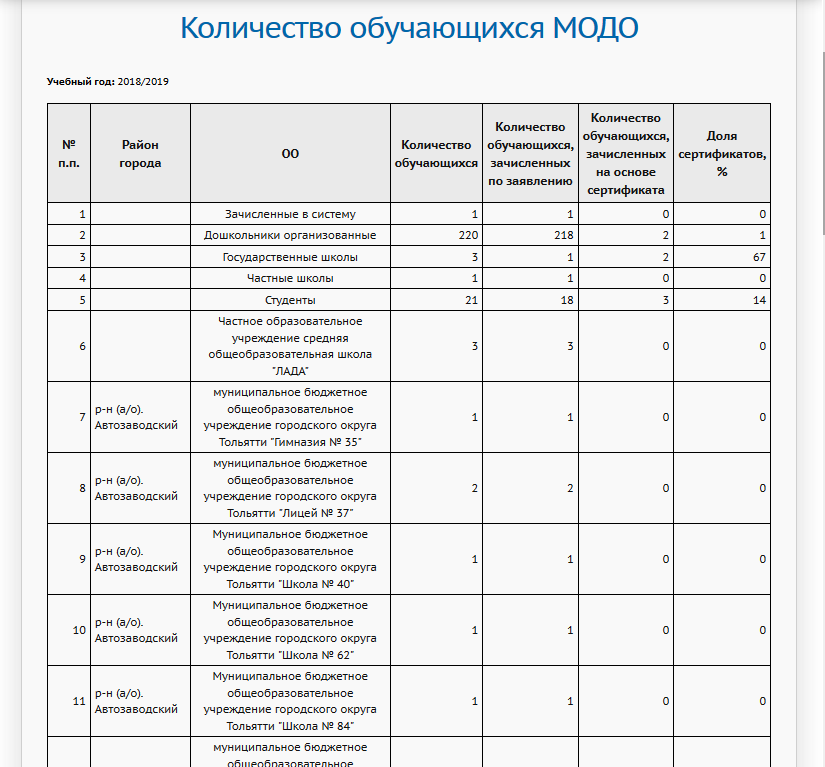 Количество обучающихся МОДО
Учебный год: 2018/2019
№
п.п.
Район
города
ОО
Количество
обучающихся
Количество
обучающихся,
зачисленных
по заявлению
Количество
обучающихся,
зачисленных
на основе
сертификата
Доля
сертификатов,
%
1 Зачисленные в систему 1 1 0 0
2 Дошкольники организованные 220 218 2 1
3 Государственные школы 3 1 2 67
4 Частные школы 1 1 0 0
5 Студенты 21 18 3 14
Частное образовательное
учреждение средняя
общеобразовательная школа
"ЛАДА"
6 3 3 0 0
муниципальное бюджетное
общеобразовательное
учреждение городского округа
Тольятти "Гимназия № 35"
7 р-н (а/о).
Автозаводский
1 1 0 0
муниципальное бюджетное
общеобразовательное
учреждение городского округа
Тольятти "Лицей № 37"
8 р-н (а/о).
Автозаводский
2 2 0 0
Муниципальное бюджетное
общеобразовательное
учреждение городского округа
Тольятти "Школа № 40"
9 р-н (а/о).
Автозаводский
1 1 0 0
Муниципальное бюджетное
общеобразовательное
учреждение городского округа
Тольятти "Школа № 62"
10 р-н (а/о).
Автозаводский
1 1 0 0
Муниципальное бюджетное
общеобразовательное
учреждение городского округа
Тольятти "Школа № 84"
11 р-н (а/о).
Автозаводский
1 1 0 0
муниципальное бюджетное
общеобразовательное